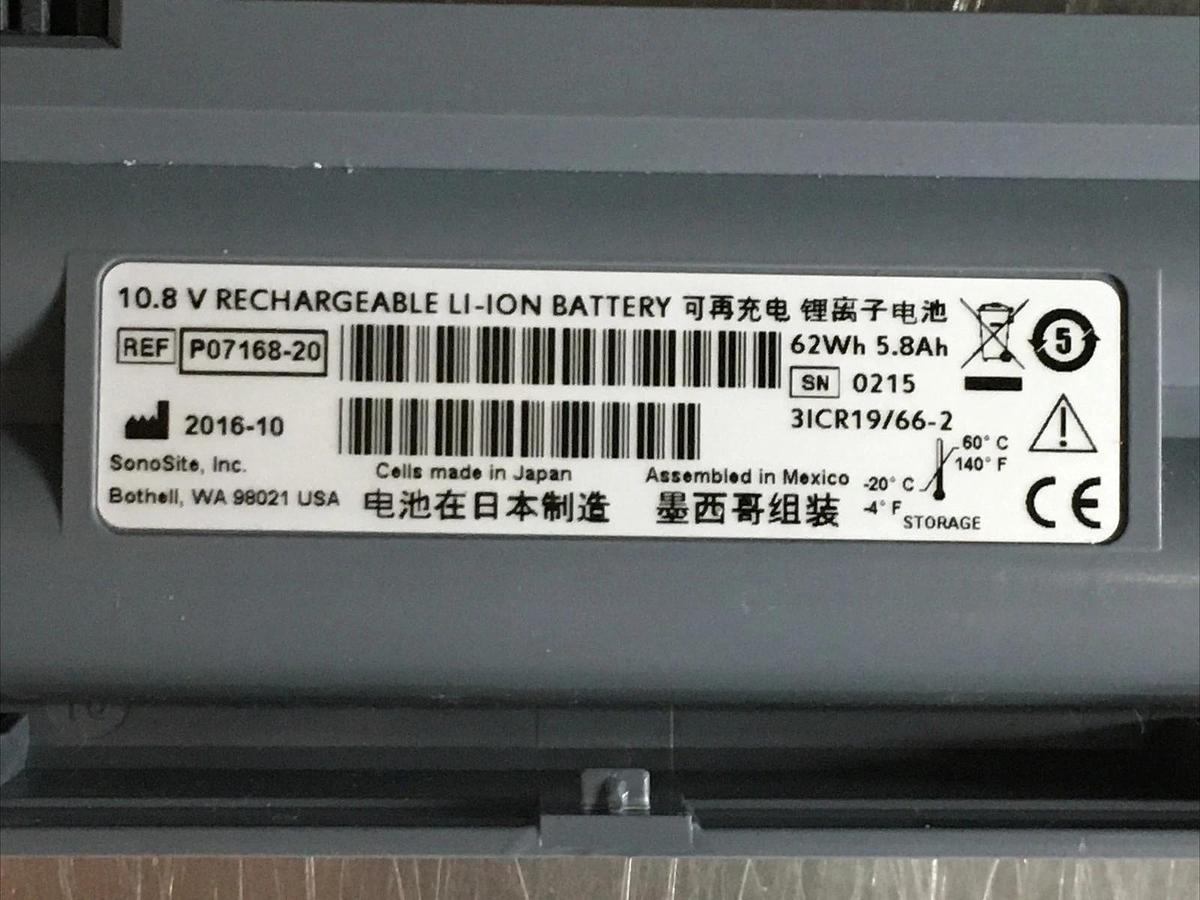 10.8 V RECHARGEABLE LI-ION BATTERY 可再充电 锂离子电池
REF P07168-20
62Wh 5.8Ah
SN 0215
3ICR19/66-2
2016-10
SonoSite, Inc.
Bothell, WA 98021 USA
Cells made in Japan
电池在日本制造
Assembled in Mexico
墨西哥组装
60° C
140° F
-20° C
-4° F
STORAGE
5
CE